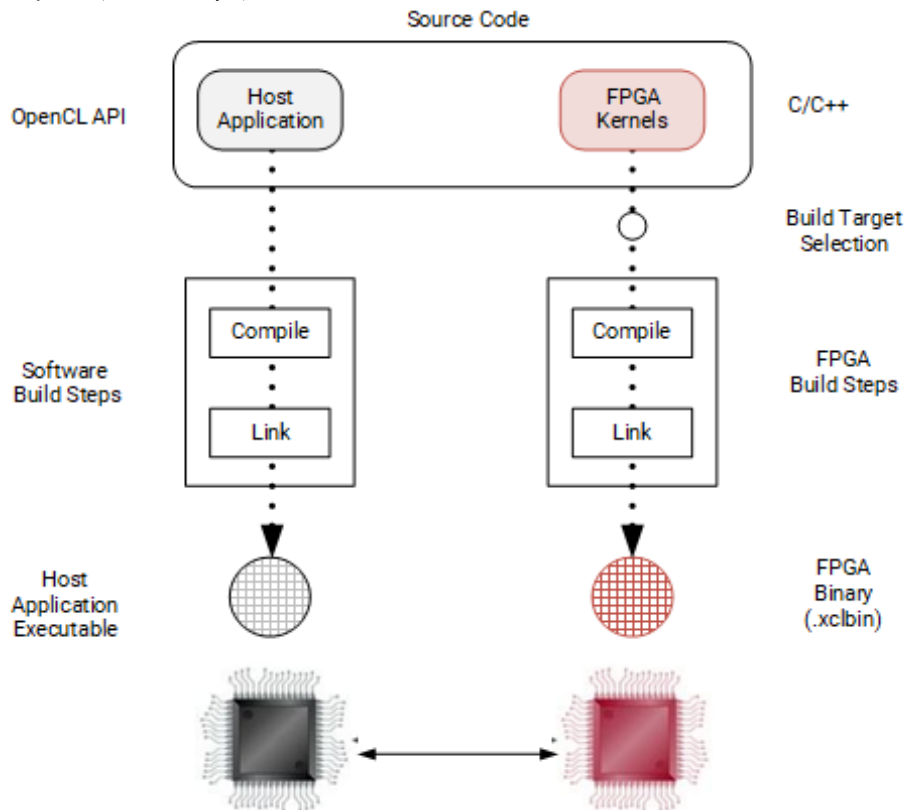 Source Code
OpenCL API
Host
Application
FPGA
Kernels
C/C++
Build Target
Selection
Software
Build Steps
Compile
Link
Compile
Link
FPGA
Build Steps
Host
Application
Executable
FPGA
Binary
(.xclbin)